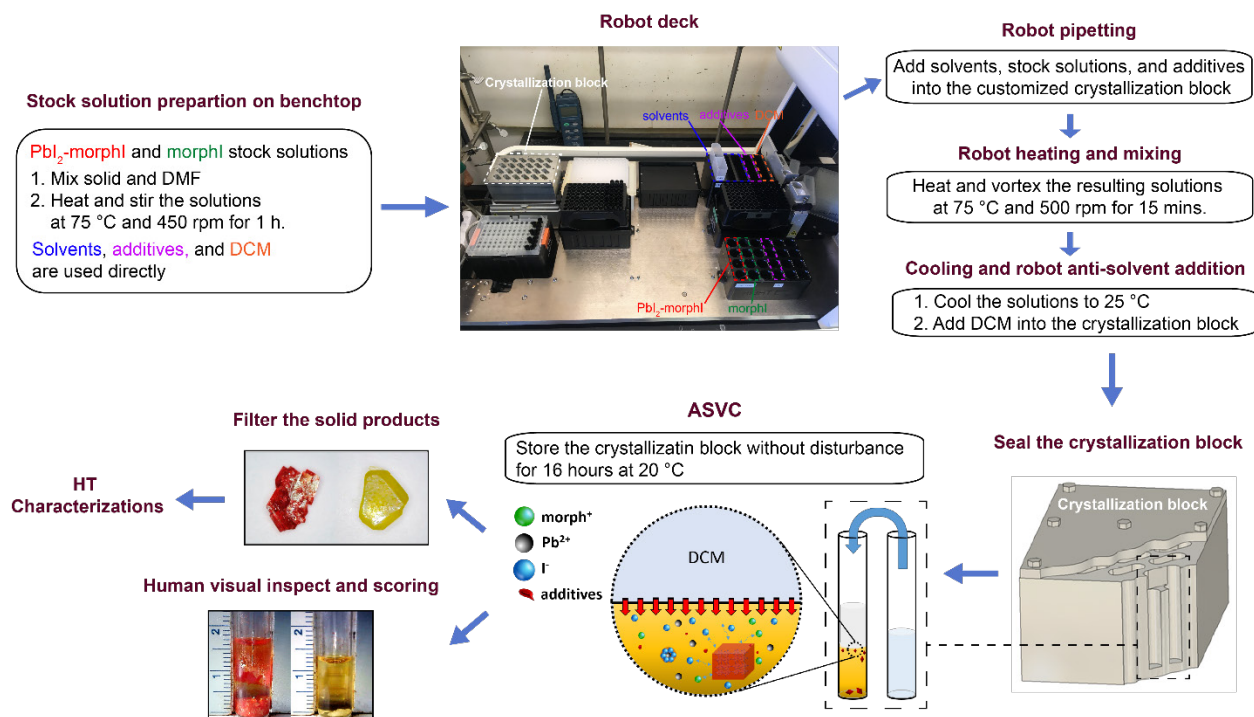 Robot deck
Stock solution prepartion on benchtop
PbI₂-morphI and morphI stock solutions
1. Mix solid and DMF
2. Heat and stir the solutions
at 75 °C and 450 rpm for 1 h.
Solvents, additives, and DCM
are used directly
Crystallization block
solvents
additives
DCM
PbI₂-morphI
morphI
Robot pipetting
Add solvents, stock solutions, and additives
into the customized crystallization block
Robot heating and mixing
Heat and vortex the resulting solutions
at 75 °C and 500 rpm for 15 mins.
Cooling and robot anti-solvent addition
1. Cool the solutions to 25 °C
2. Add DCM into the crystallization block
Seal the crystallization block
Crystallization block
ASVC
Store the crystallizatin block without disturbance
for 16 hours at 20 °C
morph⁺
Pb²⁺
I⁻
additives
DCM
Filter the solid products
HT
Characterizations
Human visual inspect and scoring
2
1
2
1